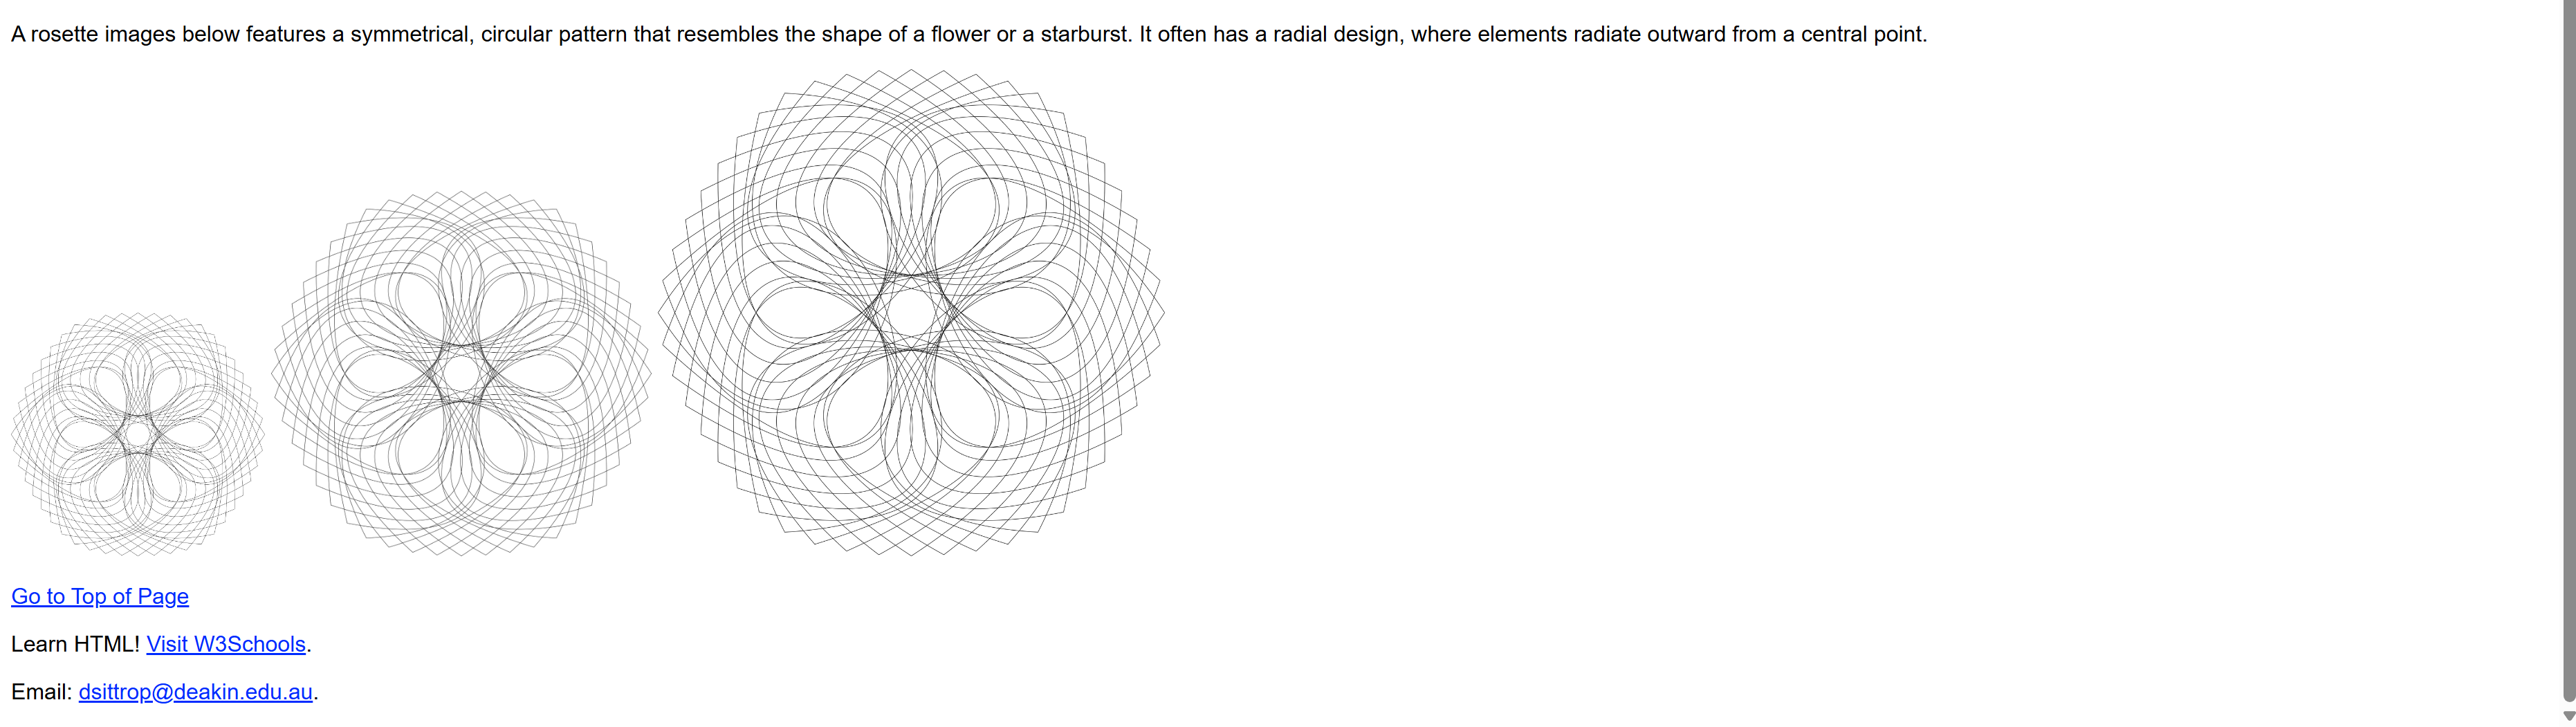 A rosette images below features a symmetrical, circular pattern that resembles the shape of a flower or a starburst. It often has a radial design, where elements radiate outward from a central point.
Go to Top of Page
Learn HTML! Visit W3Schools.
Email: dsittrop@deakin.edu.au.